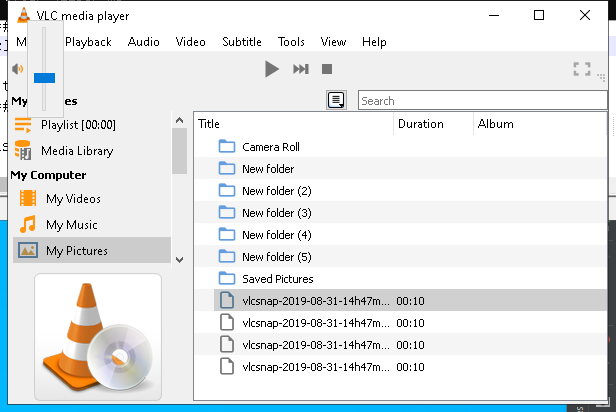 VLC media player
M Playback Audio Video Subtitle Tools View Help
My es
Search
Playlist [00:00]
Media Library
My Computer
My Videos
My Music
My Pictures
Title Duration Album
Camera Roll
New folder
New folder (2)
New folder (3)
New folder (4)
New folder (5)
Saved Pictures
vlcsnap-2019-08-31-14h47m... 00:10
vlcsnap-2019-08-31-14h47m... 00:10
vlcsnap-2019-08-31-14h47m... 00:10
vlcsnap-2019-08-31-14h47m... 00:10